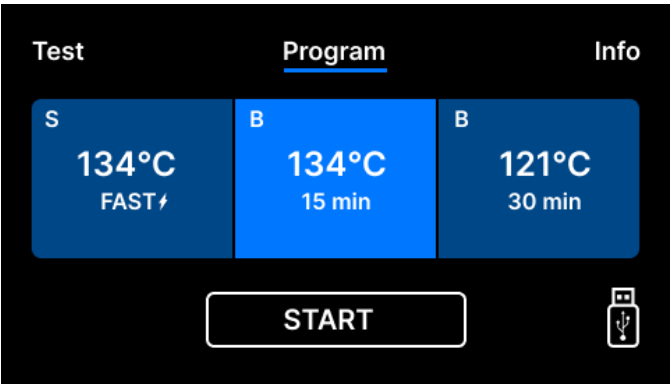 Test
Program
Info
S
134°C
FAST⚡
B
134°C
15 min
B
121°C
30 min
START